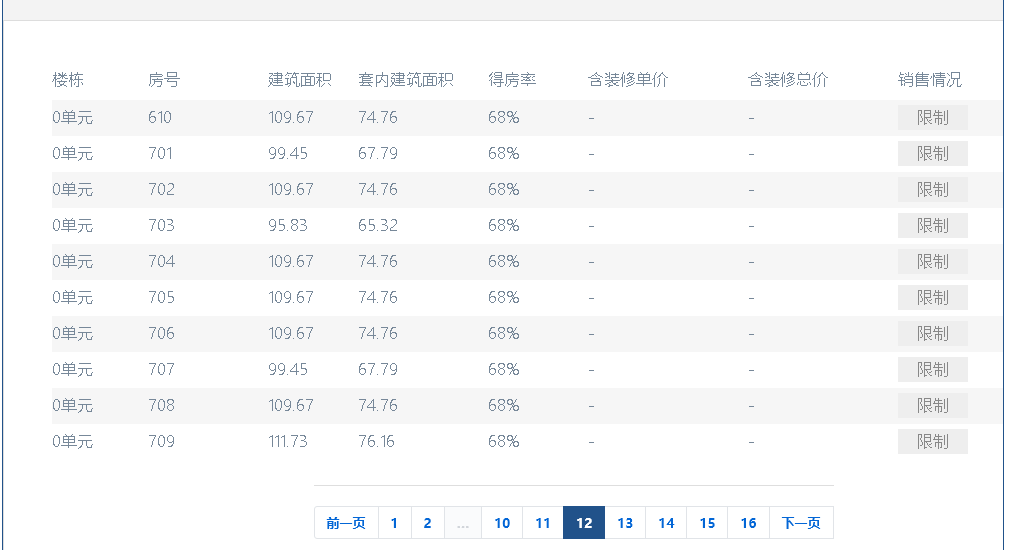 楼栋 房号 建筑面积 套内建筑面积 得房率 含装修单价 含装修总价 销售情况
0单元 610 109.67 74.76 68% - - 限制
0单元 701 99.45 67.79 68% - - 限制
0单元 702 109.67 74.76 68% - - 限制
0单元 703 95.83 65.32 68% - - 限制
0单元 704 109.67 74.76 68% - - 限制
0单元 705 109.67 74.76 68% - - 限制
0单元 706 109.67 74.76 68% - - 限制
0单元 707 99.45 67.79 68% - - 限制
0单元 708 109.67 74.76 68% - - 限制
0单元 709 111.73 76.16 68% - - 限制
前一页 1 2 ... 10 11 12 13 14 15 16 下一页